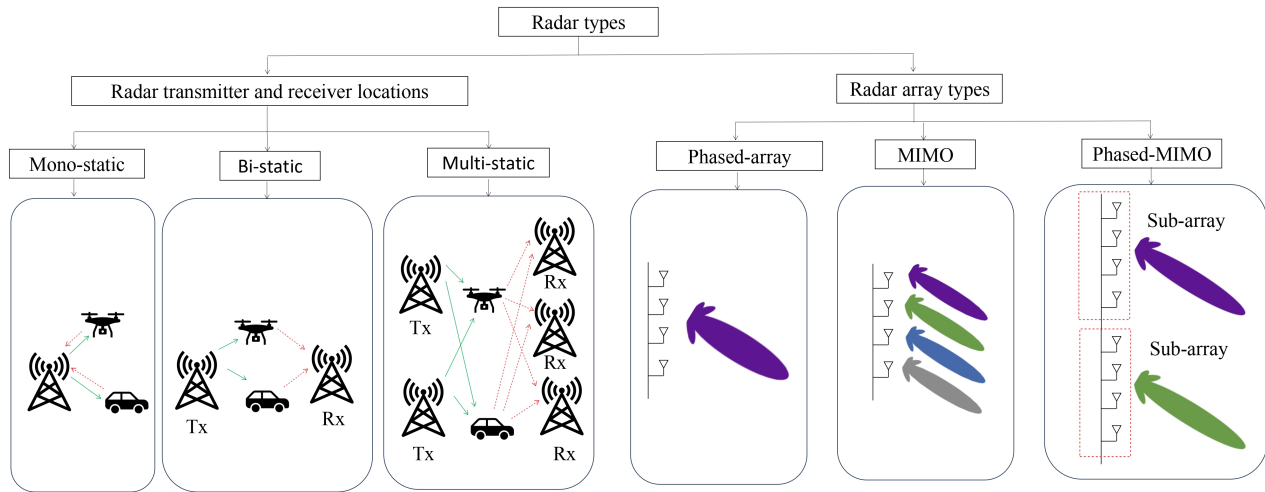 Radar types
Radar transmitter and receiver locations
Radar array types
Mono-static
Bi-static
Multi-static
Phased-array
MIMO
Phased-MIMO
Tx
Rx
Tx
Tx
Rx
Rx
Rx
Sub-array
Sub-array